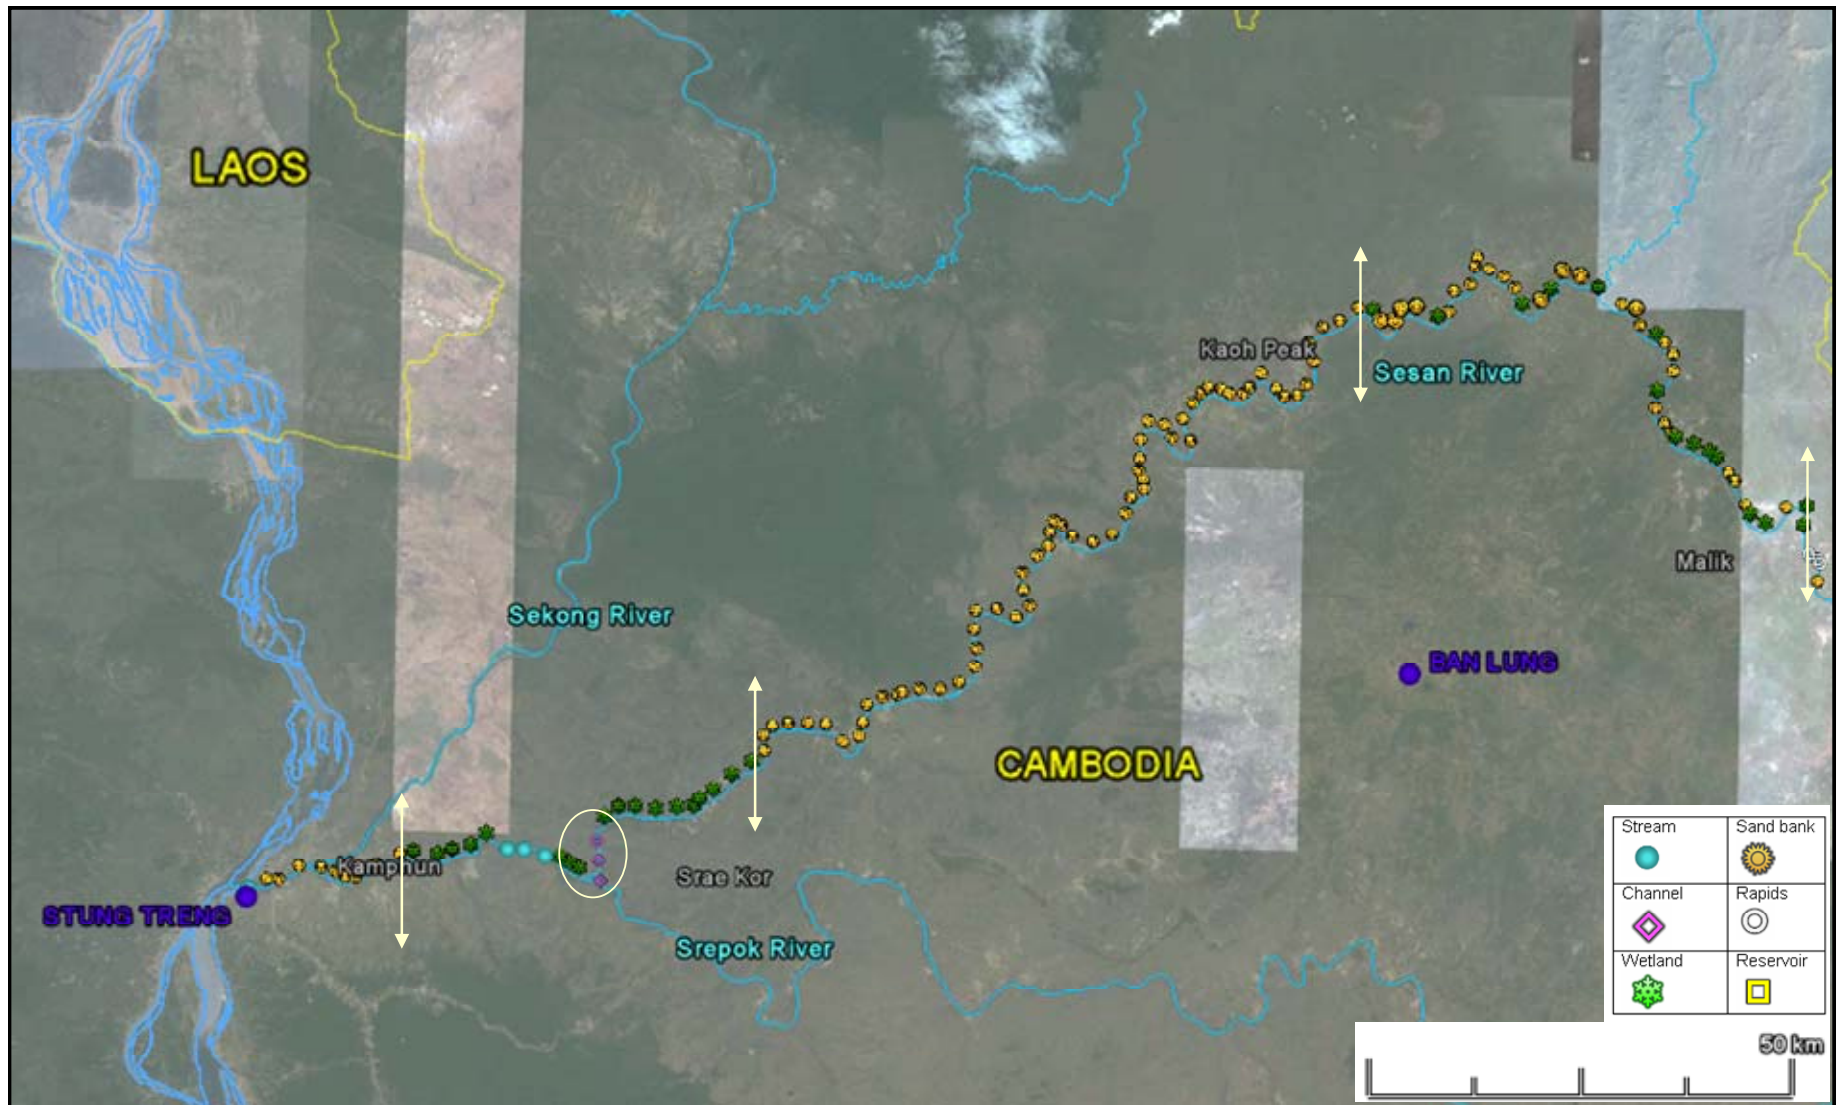 LAOS
Kaoh Peak
Sesan River
Malik
Sekong River
BAN LUNG
CAMBODIA
Kamphun
Srae Kor
STUNG TRENG
Srepok River
Stream
Sand bank
Channel
Rapids
Wetland
Reservoir
50 km